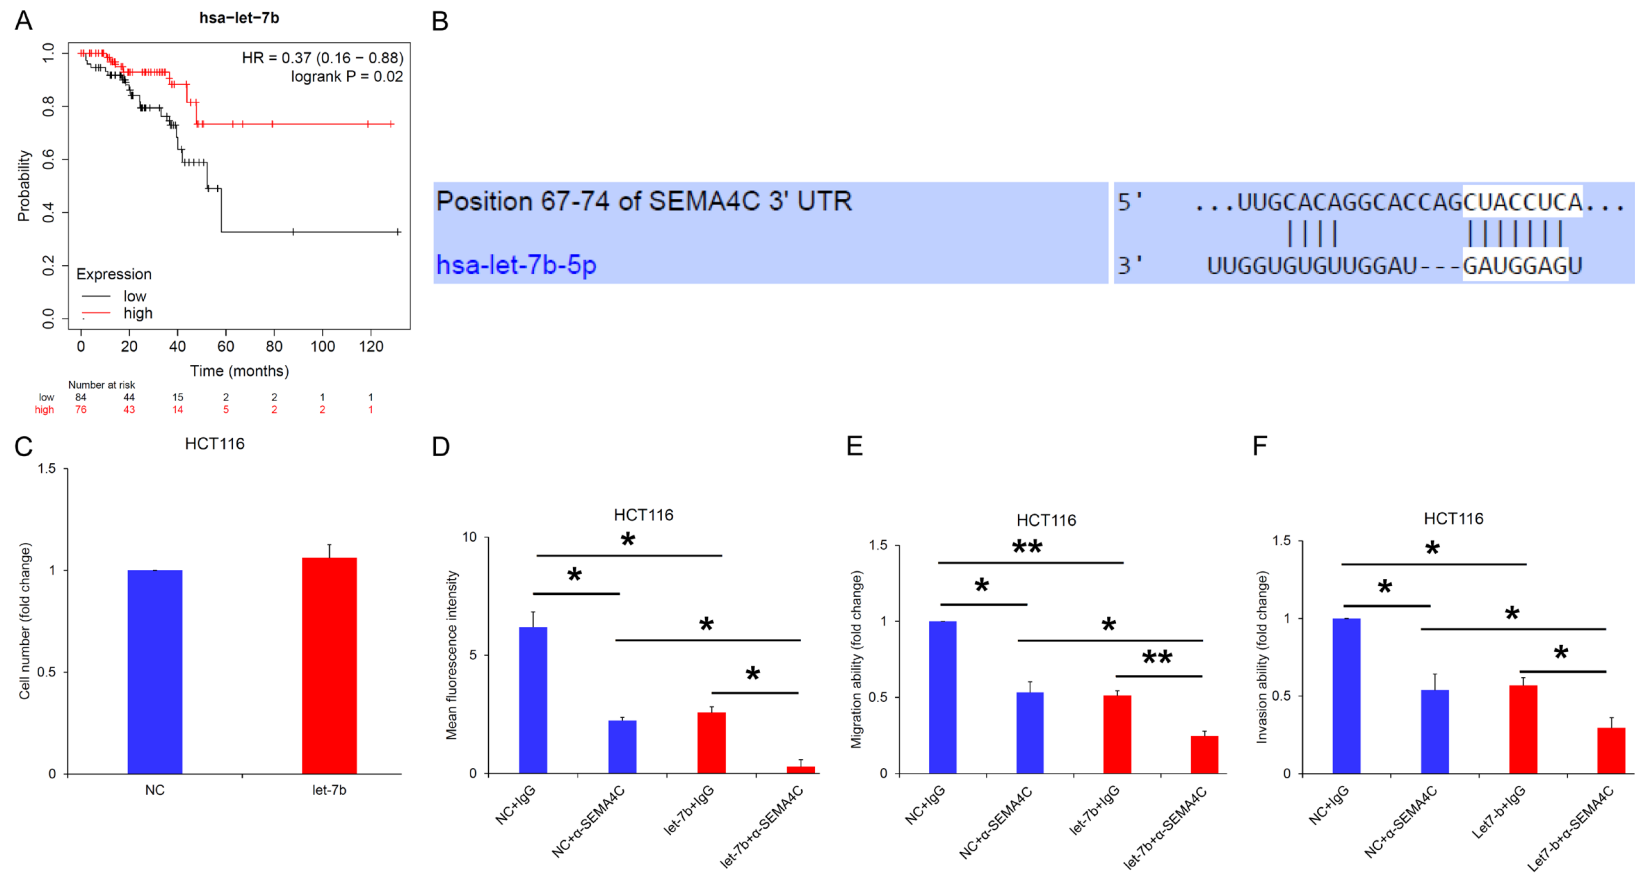 A
hsa-let-7b
HR = 0.37 (0.16 − 0.88)
logrank P = 0.02
Probability
1.0
0.8
0.6
0.4
0.2
0.0
Expression
low
high
0 20 40 60 80 100 120
Time (months)
Number at risk
low 84 44 15 2 2 1 1
high 76 43 14 5 2 2 1
B
Position 67-74 of SEMA4C 3' UTR
5' ...UUGCACAGGCACCAGCUACCUCA...
hsa-let-7b-5p
3' UUGGUGUGUUGGAU---GAUGGAGU
C
HCT116
Cell number (fold change)
1.5
1
0.5
0
NC let-7b
D
HCT116
Mean fluorescence intensity
10
5
0
*
*
*
*
NC+IgG
NC+α-SEMA4C
let-7b+IgG
let-7b+α-SEMA4C
E
HCT116
Migration ability (fold change)
1.5
1
0.5
0
**
*
*
**
NC+IgG
NC+α-SEMA4C
let-7b+IgG
let-7b+α-SEMA4C
F
HCT116
Invasion ability (fold change)
1.5
1
0.5
0
*
*
*
*
NC+IgG
NC+α-SEMA4C
Let7-b+IgG
Let7-b+α-SEMA4C